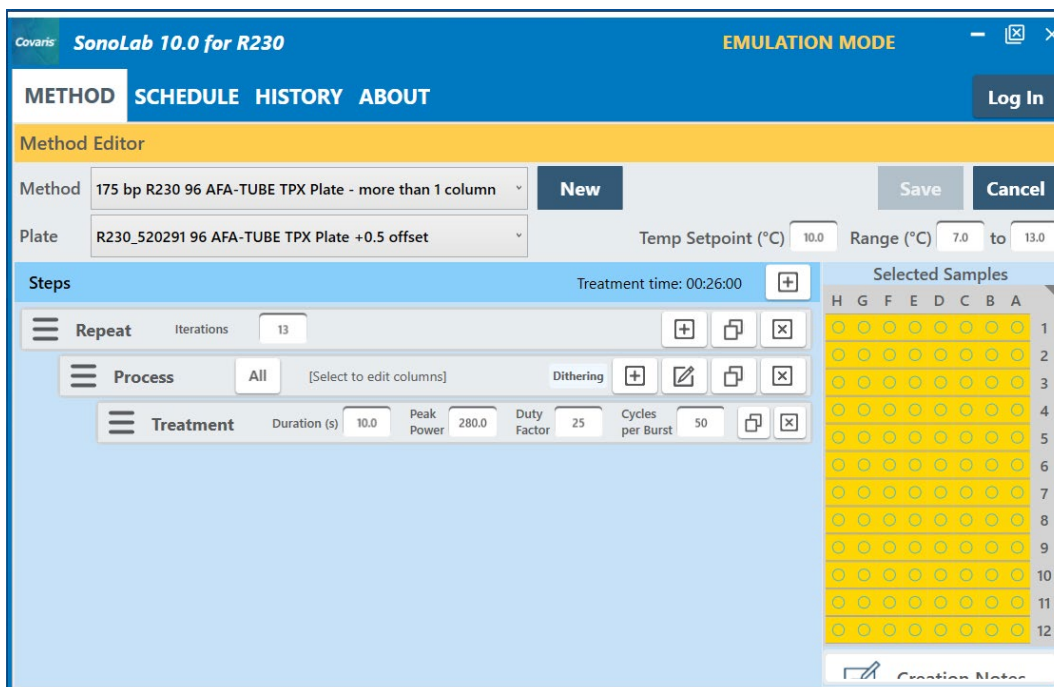 Covaris SonoLab 10.0 for R230 EMULATION MODE
METHOD SCHEDULE HISTORY ABOUT Log In
Method Editor
Method 175 bp R230 96 AFA-TUBE TPX Plate - more than 1 column New Save Cancel
Plate R230_520291 96 AFA-TUBE TPX Plate +0.5 offset Temp Setpoint (°C) 10.0 Range (°C) 7.0 to 13.0
Steps Treatment time: 00:26:00 Selected Samples
H G F E D C B A
Repeat Iterations 13
Process All [Select to edit columns] Dithering
Treatment Duration (s) 10.0 Peak Power 280.0 Duty Factor 25 Cycles per Burst 50
1
2
3
4
5
6
7
8
9
10
11
12
Creation Notes